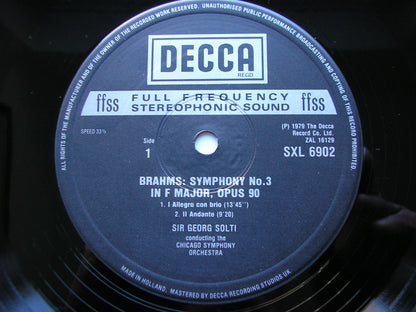 ALL RIGHTS OF THE MANUFACTURER AND OF THE OWNER OF THE RECORDED WORK RESERVED. UNAUTHORISED PUBLIC PERFORMANCE BROADCASTING AND COPYING OF THIS RECORD PROHIBITED.
DECCA
REGD
ffss FULL FREQUENCY ffss
STEREOPHONIC SOUND
SPEED 33⅓
(P) 1979 The Decca
Record Co. Ltd.
ZAL 16129
Side
1
SXL 6902
BRAHMS: SYMPHONY No.3
IN F MAJOR, OPUS 90
1. I Allegro con brio (13'45'')
2. II Andante (9'20)
SIR GEORG SOLTI
conducting the
CHICAGO SYMPHONY
ORCHESTRA
MADE IN HOLLAND. MASTERED BY DECCA RECORDING STUDIOS UK